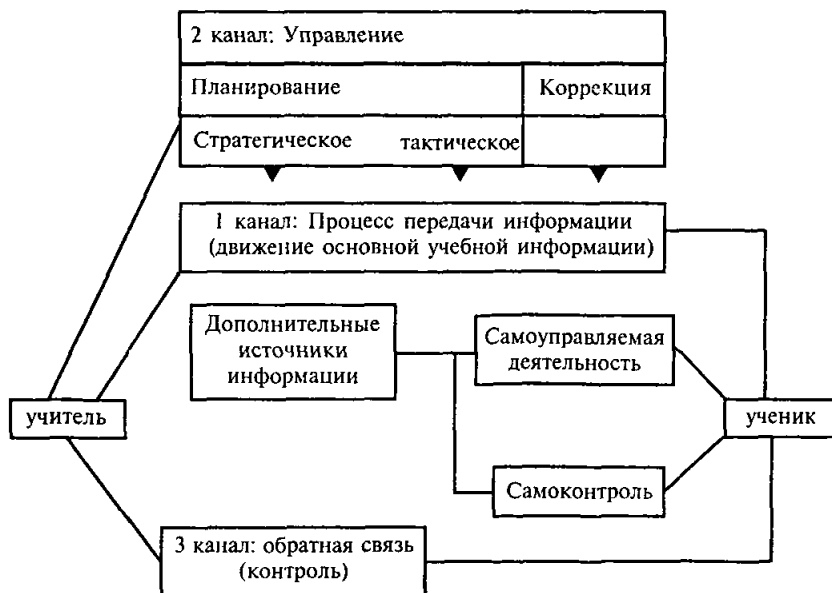 2 канал: Управление
Планирование Коррекция
Стратегическое тактическое
1 канал: Процесс передачи информации
(движение основной учебной информации)
Дополнительные
источники
информации
Самоуправляемая
деятельность
учитель
ученик
Самоконтроль
3 канал: обратная связь
(контроль)